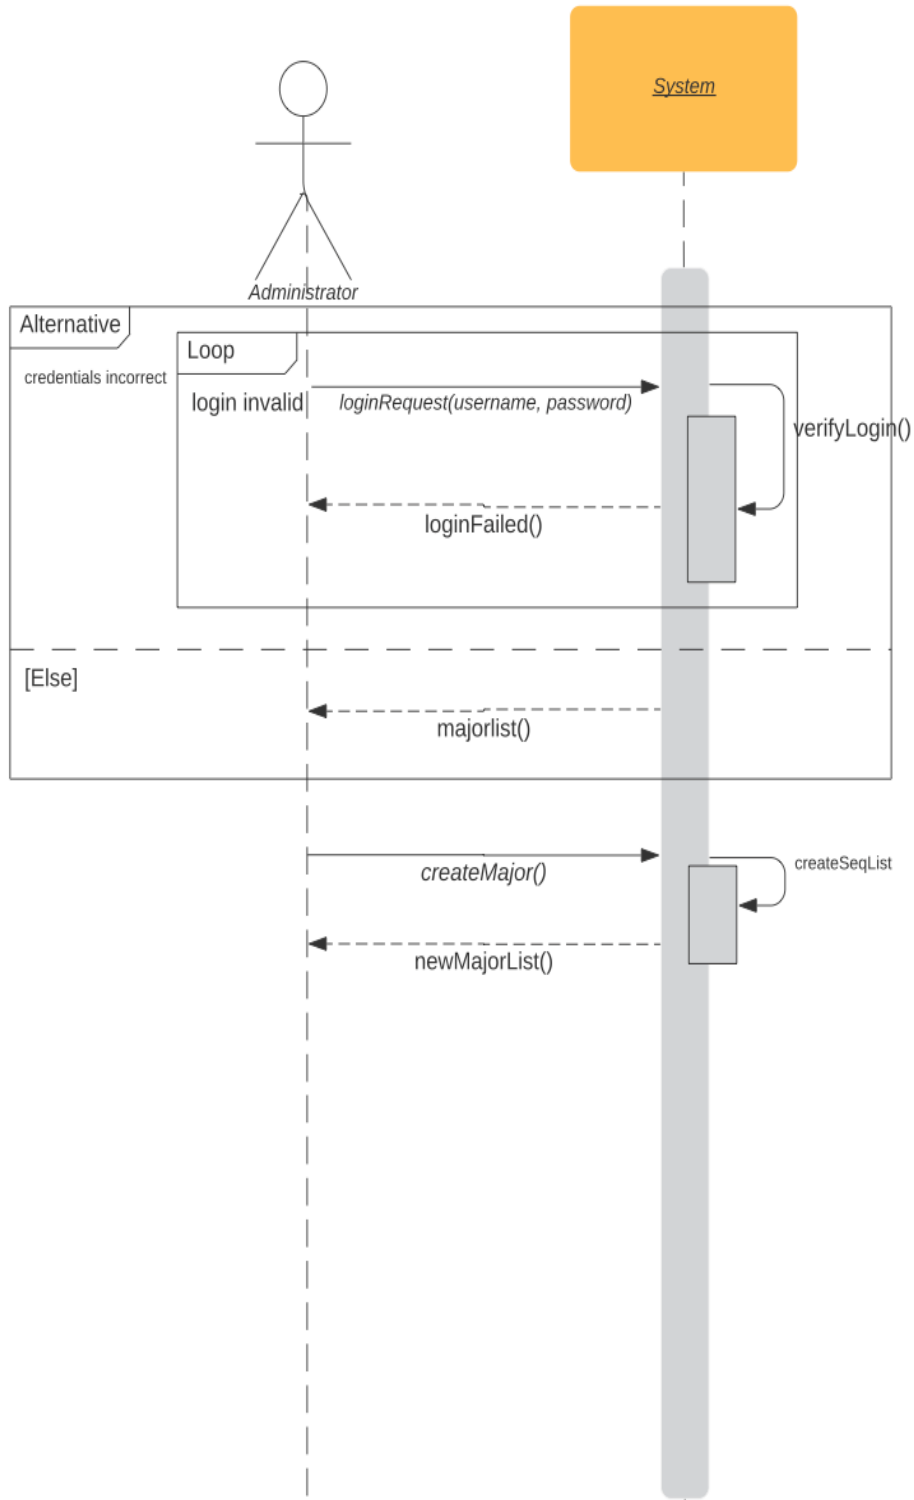 System
Administrator
Alternative
Loop
credentials incorrect
login invalid
loginRequest(username, password)
verifyLogin()
loginFailed()
[Else]
majorlist()
createMajor()
createSeqList
newMajorList()